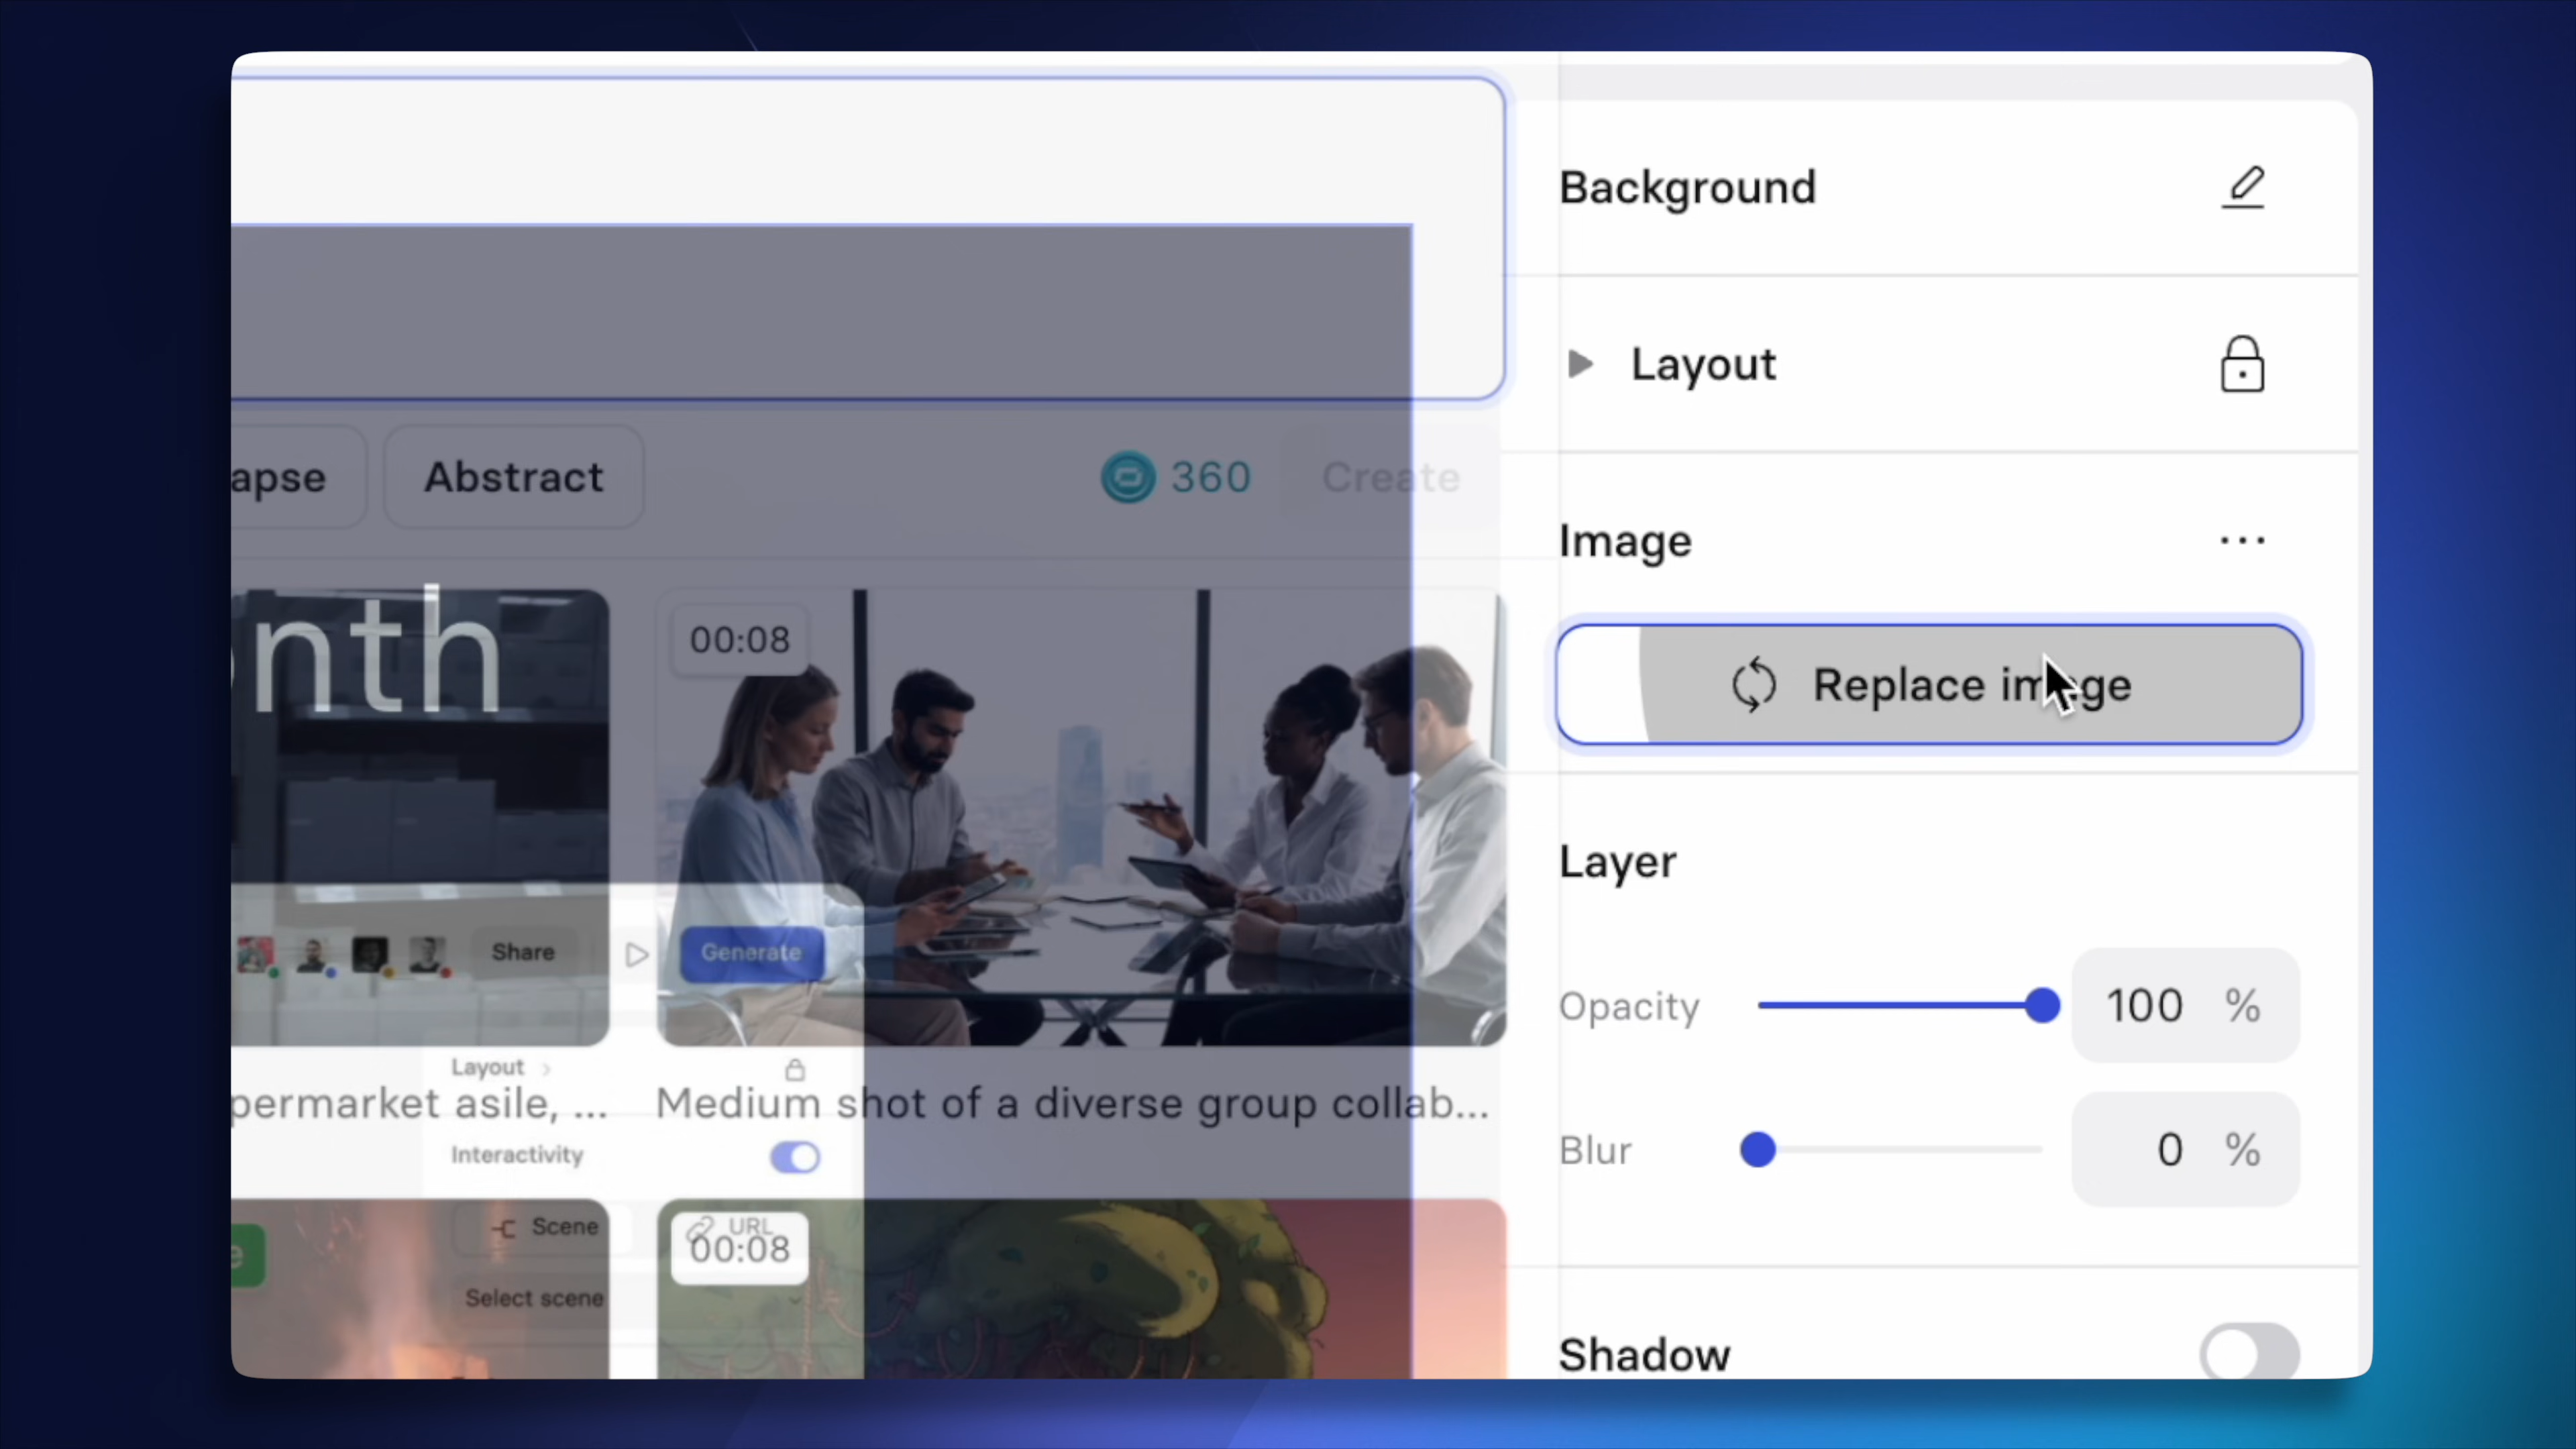 Background
Layout
apse
Abstract
360
Create
Image
nth
00:08
Replace image
Layer
Share
Generate
Opacity
100 %
Layout
permarket asile, ...
Medium shot of a diverse group collab...
Interactivity
Blur
0 %
Scene
URL
00:08
Select scene
Shadow